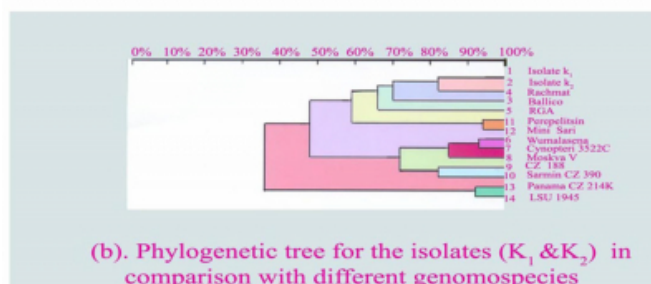 0% 10% 20% 30% 40% 50% 60% 70% 80% 90% 100%
1 Isolate k1
2 Isolate k2
4 Rachmat
3 Ballico
5 RGA
11 Perepelitsin
12 Mini Sari
6 Wumalasena
7 Cynopteri 3522C
8 Moskva V
9 CZ 188
10 Sarmin CZ 390
13 Panama CZ 214K
14 LSU 1945
(b). Phylogenetic tree for the isolates (K1 &K2) in
comparison with different genomospecies